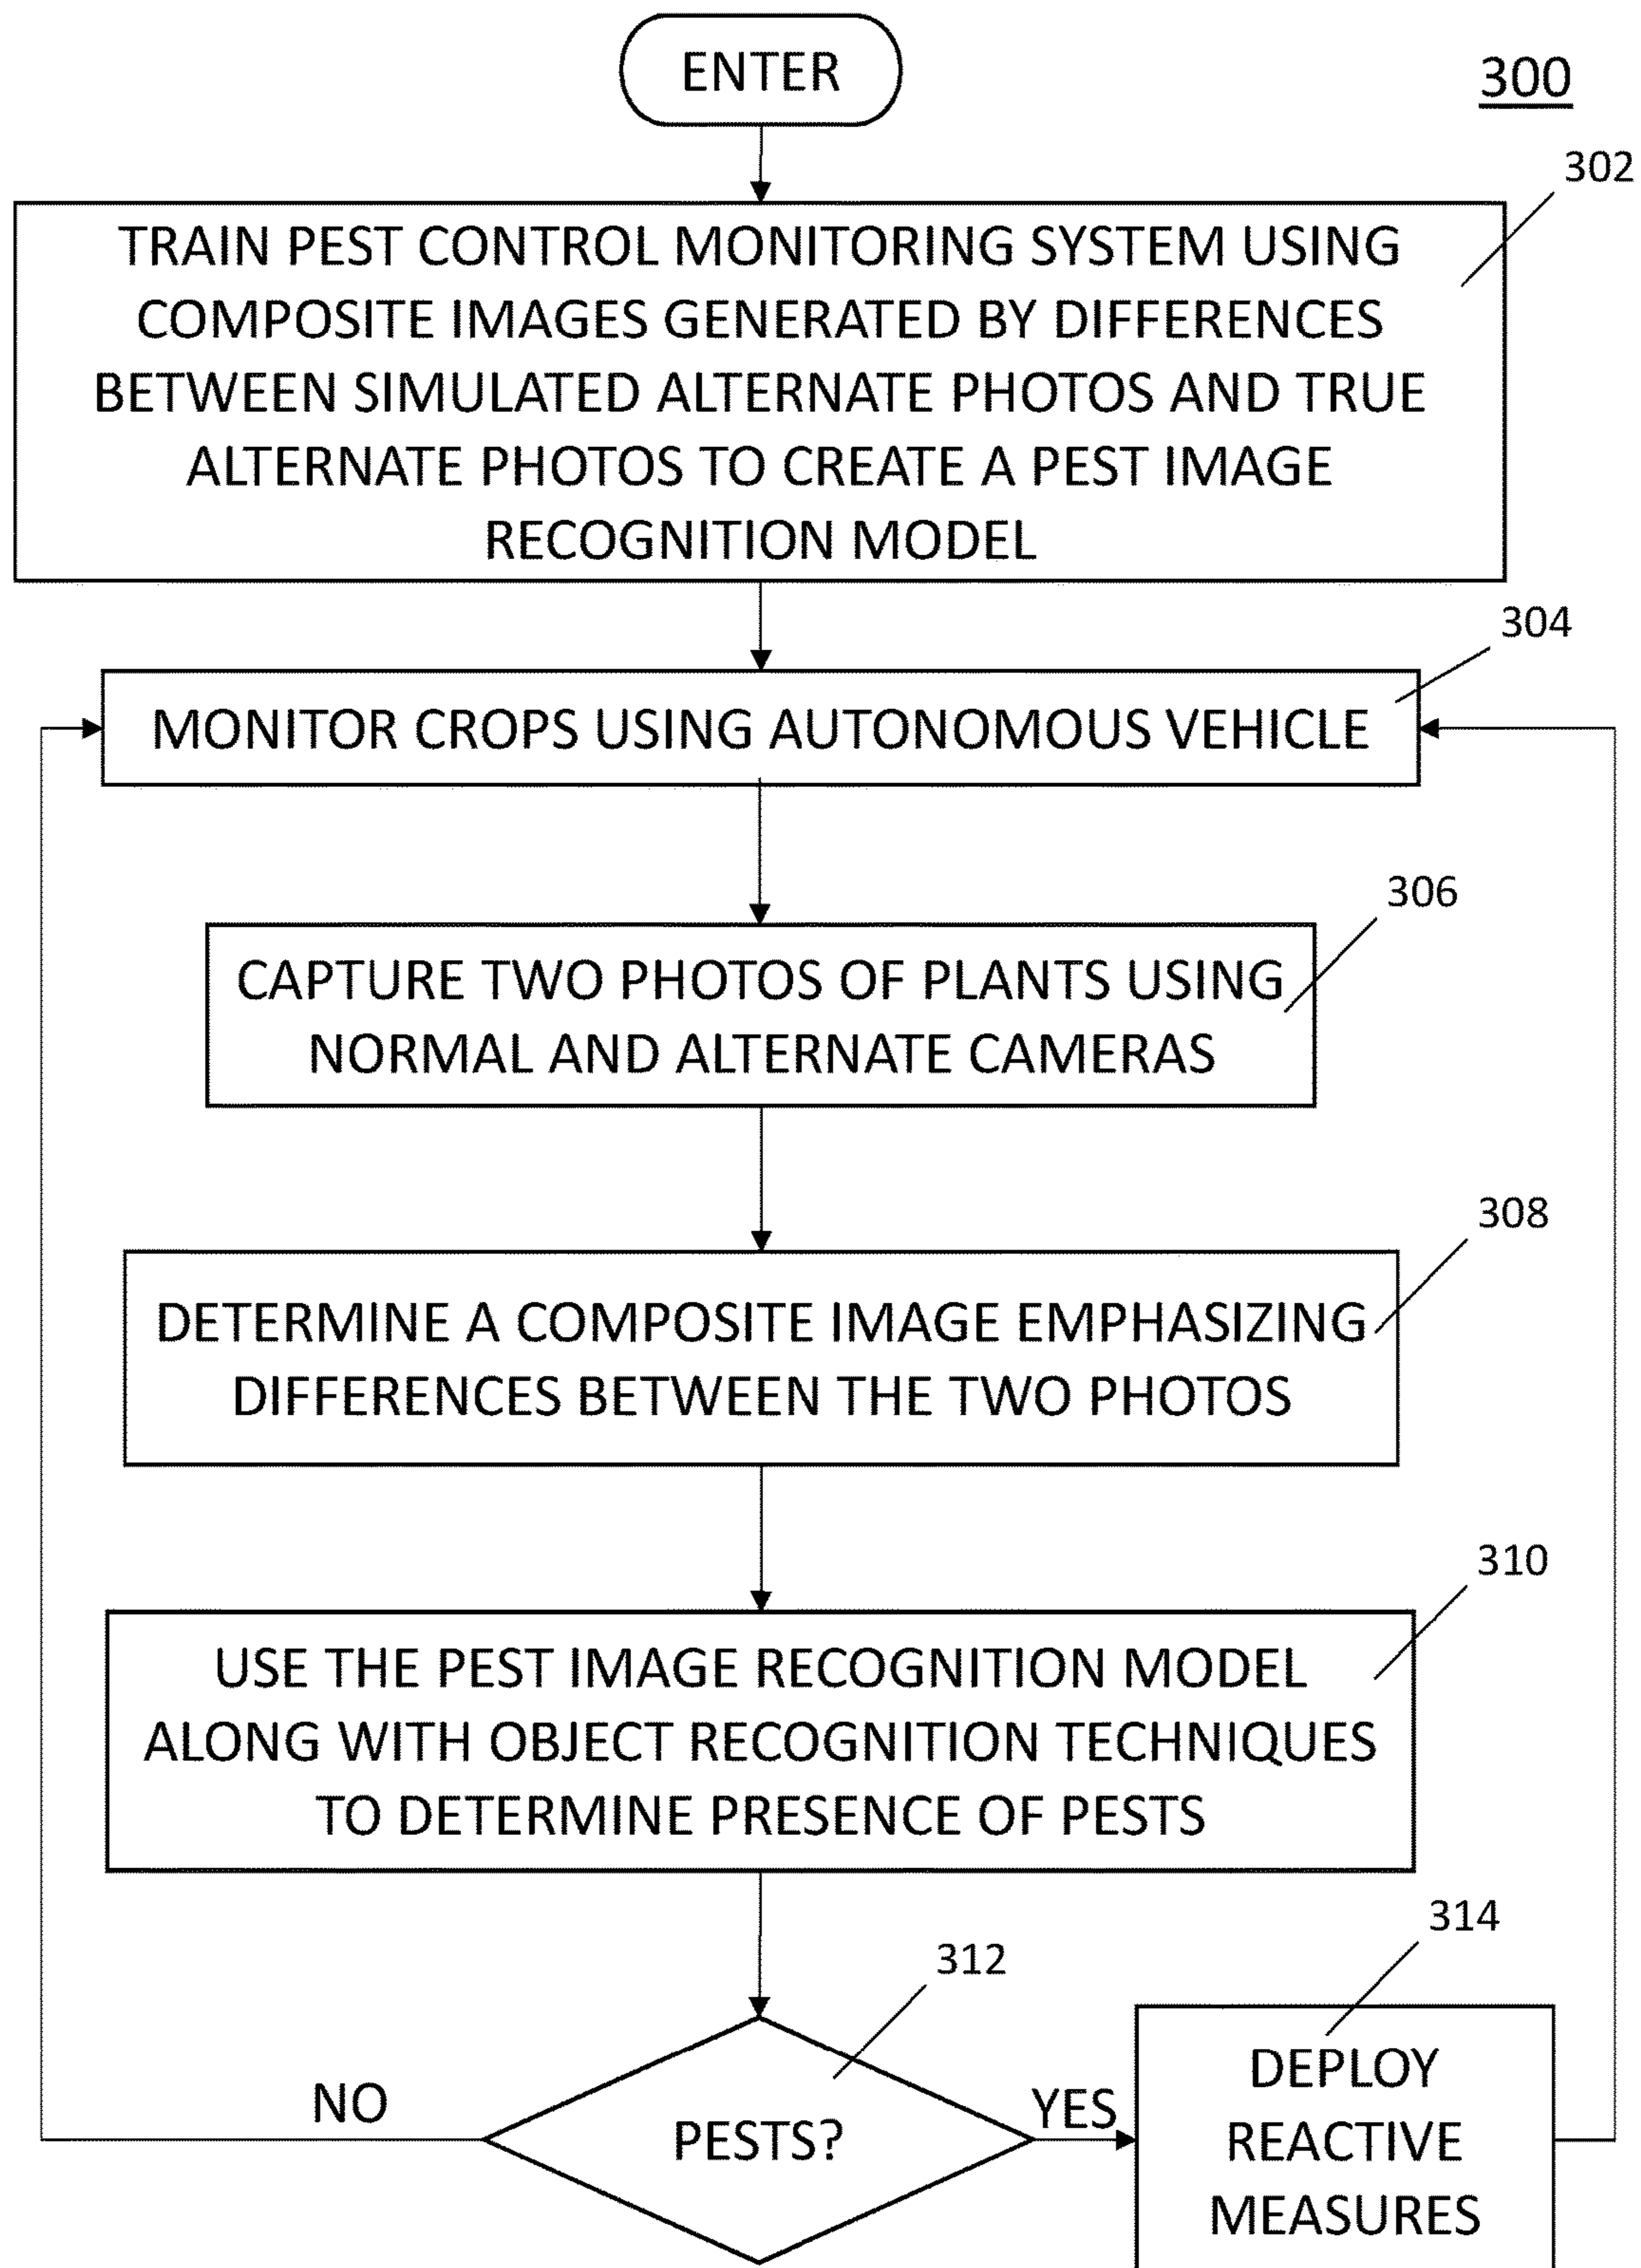 ENTER
300
302
TRAIN PEST CONTROL MONITORING SYSTEM USING
COMPOSITE IMAGES GENERATED BY DIFFERENCES
BETWEEN SIMULATED ALTERNATE PHOTOS AND TRUE
ALTERNATE PHOTOS TO CREATE A PEST IMAGE
RECOGNITION MODEL
304
MONITOR CROPS USING AUTONOMOUS VEHICLE
306
CAPTURE TWO PHOTOS OF PLANTS USING
NORMAL AND ALTERNATE CAMERAS
308
DETERMINE A COMPOSITE IMAGE EMPHASIZING
DIFFERENCES BETWEEN THE TWO PHOTOS
310
USE THE PEST IMAGE RECOGNITION MODEL
ALONG WITH OBJECT RECOGNITION TECHNIQUES
TO DETERMINE PRESENCE OF PESTS
312
PESTS?
NO
YES
314
DEPLOY
REACTIVE
MEASURES